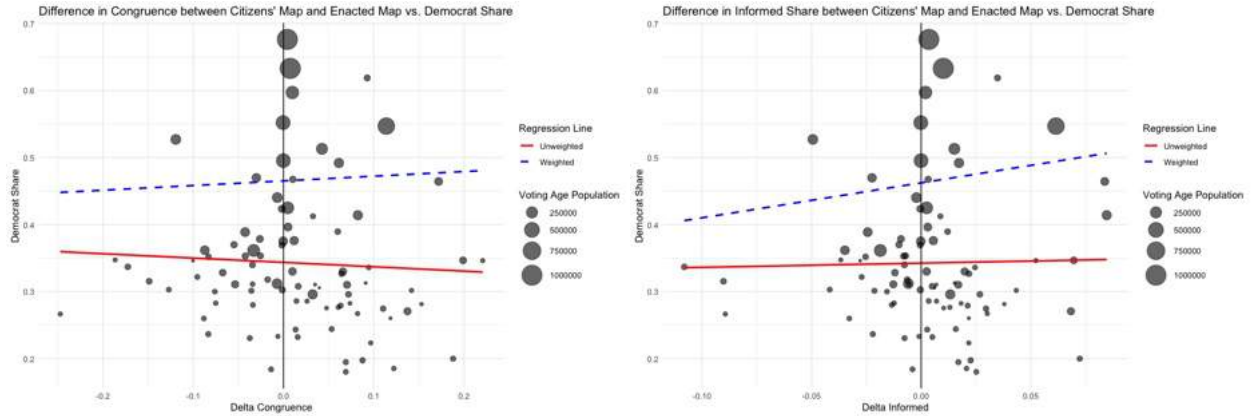 Difference in Congruence between Citizens' Map and Enacted Map vs. Democrat Share
0.7
0.6
0.5
0.4
0.3
0.2
Democrat Share
-0.2
-0.1
0.0
0.1
0.2
Delta Congruence
Regression Line
Unweighted
Weighted
Voting Age Population
250000
500000
750000
1000000
Difference in Informed Share between Citizens' Map and Enacted Map vs. Democrat Share
0.7
0.6
0.5
0.4
0.3
0.2
Democrat Share
-0.10
-0.05
0.00
0.05
Delta Informed
Regression Line
Unweighted
Weighted
Voting Age Population
250000
500000
750000
1000000